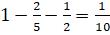 1 − 2/5 − 1/2 = 1/10